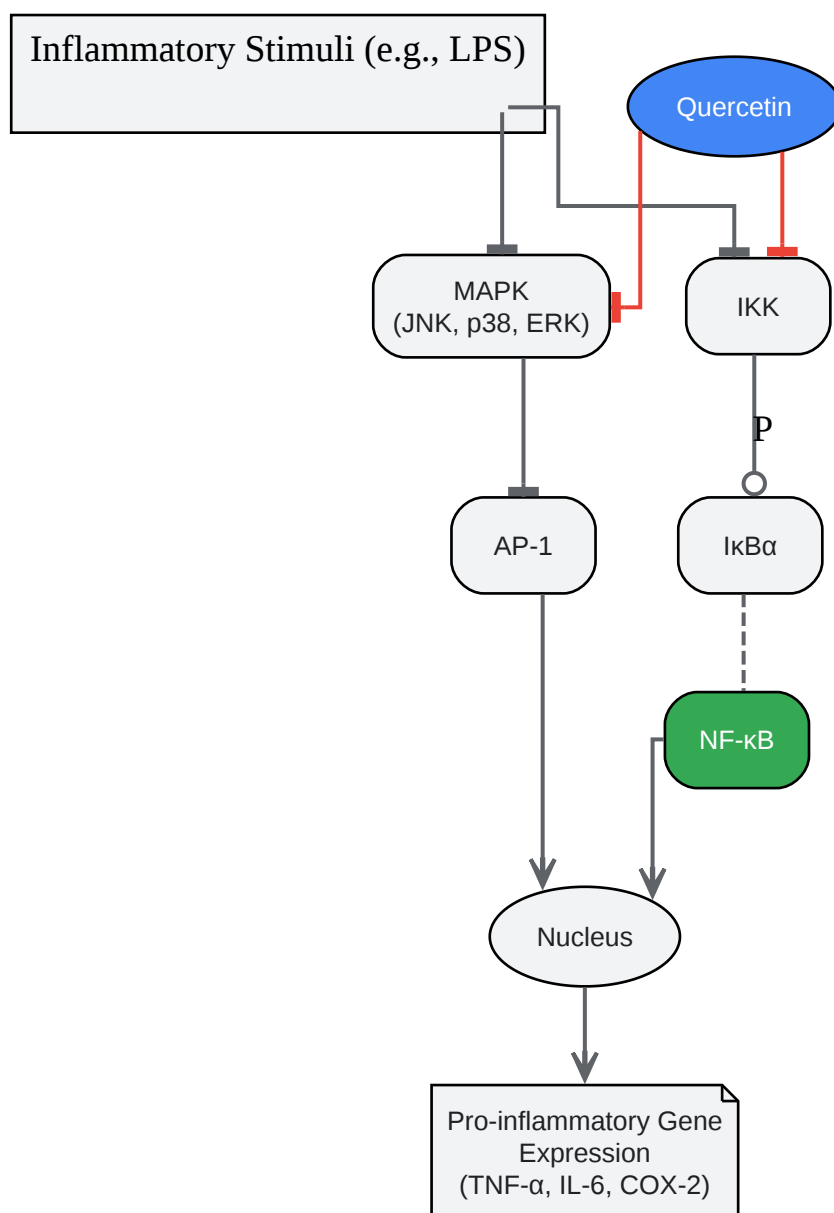 Inflammatory Stimuli (e.g., LPS)
Quercetin
MAPK
(JNK, p38, ERK)
IKK
P
AP-1
IκBα
NF-κB
Nucleus
Pro-inflammatory Gene
Expression
(TNF-α, IL-6, COX-2)